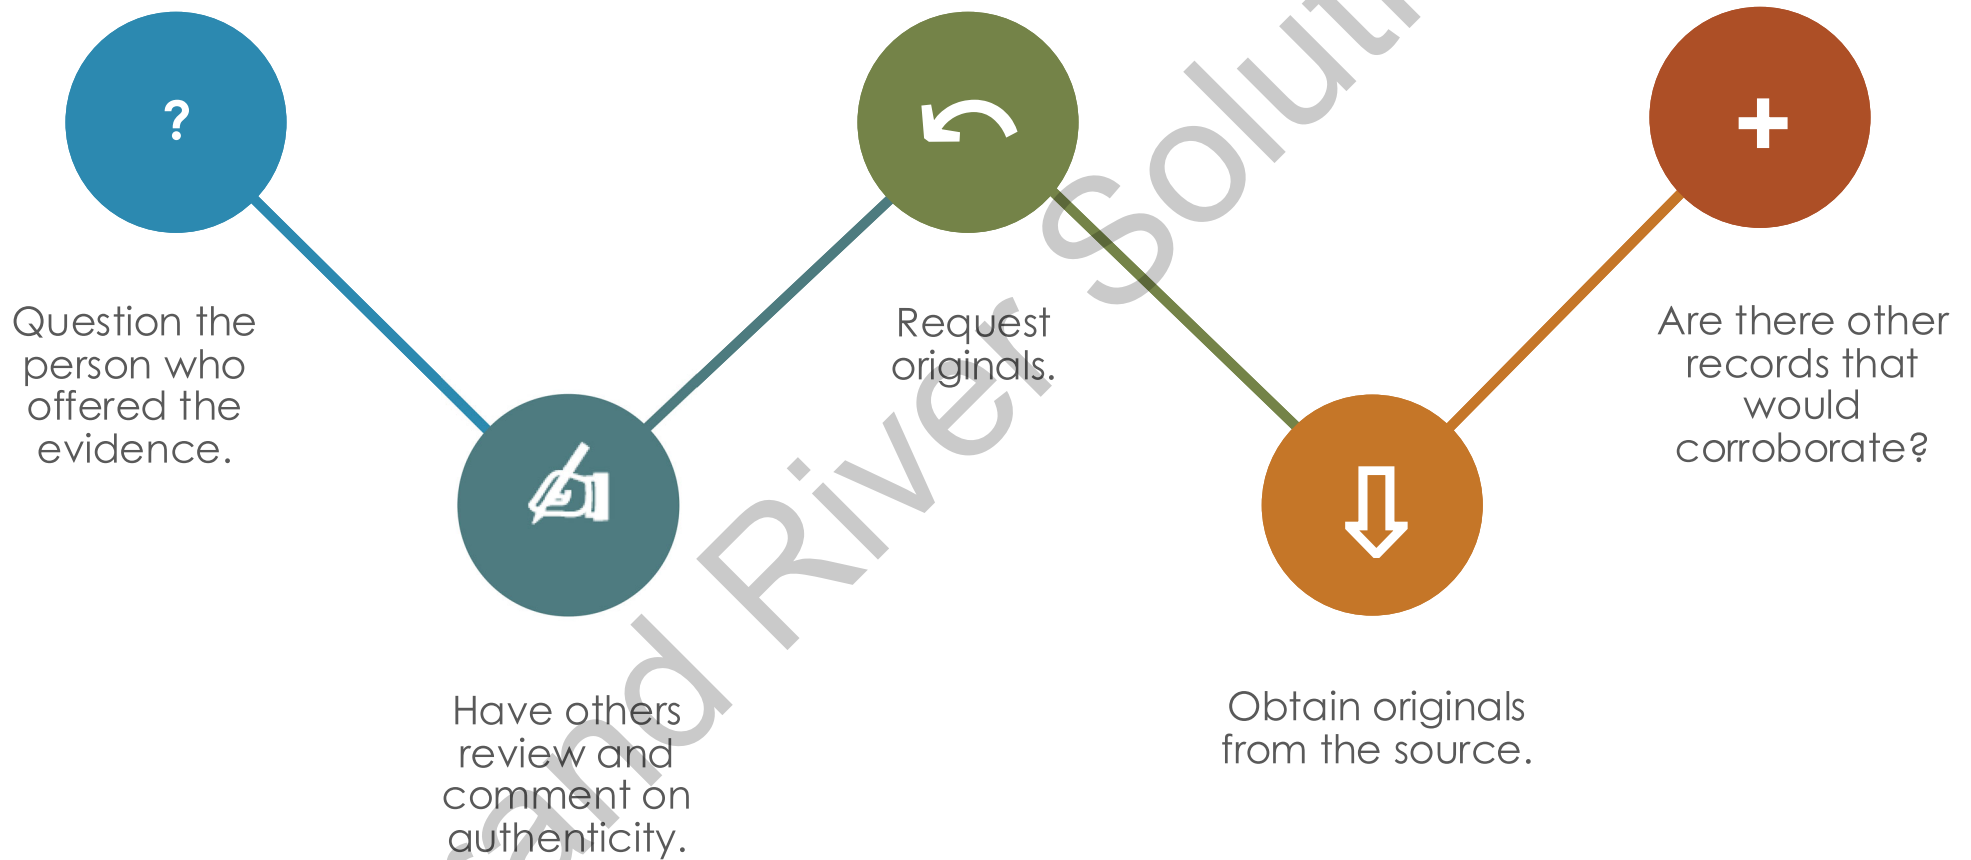 ?
Question the
person who
offered the
evidence.
Have others
review and
comment on
authenticity.
Request
originals.
Obtain originals
from the source.
+
Are there other
records that
would
corroborate?
River